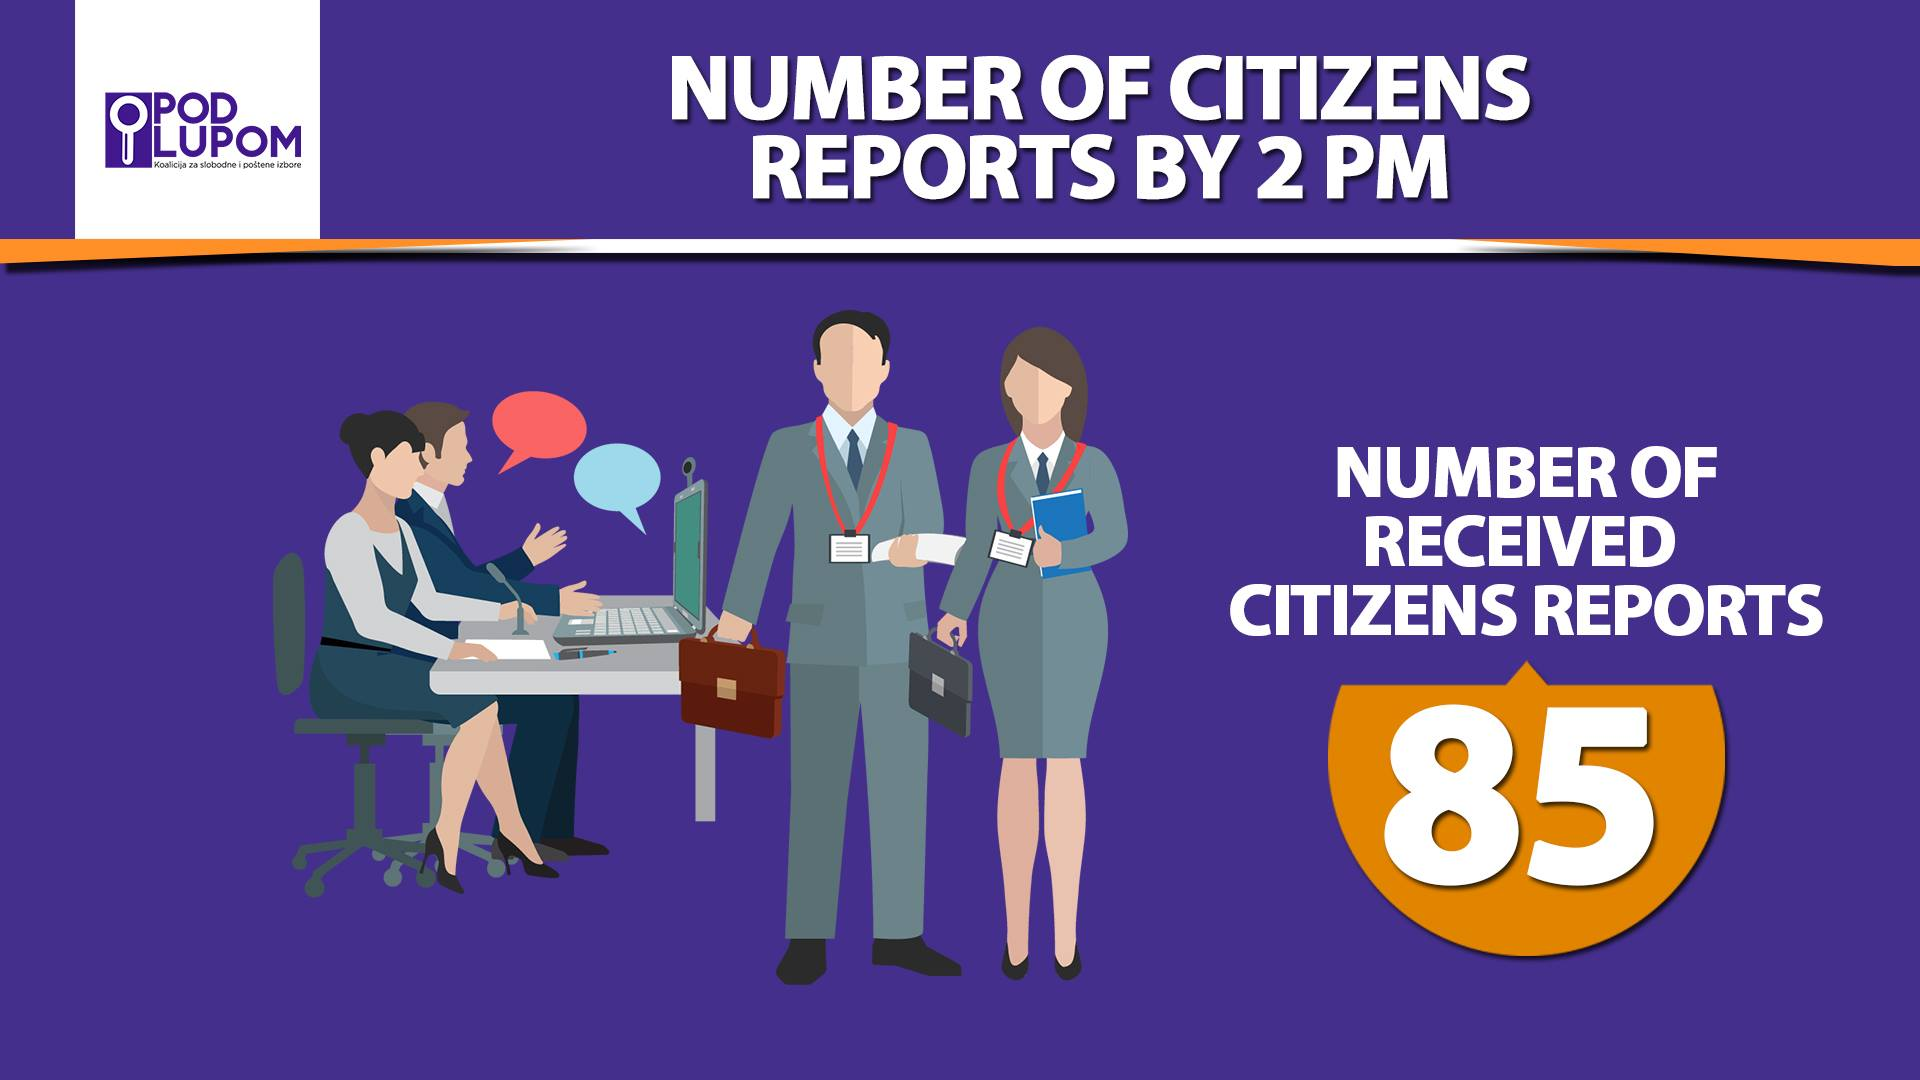 POD
LUPOM
Koalicija za slobodne i poštene izbore
NUMBER OF CITIZENS
REPORTS BY 2 PM
NUMBER OF
RECEIVED
CITIZENS REPORTS
85